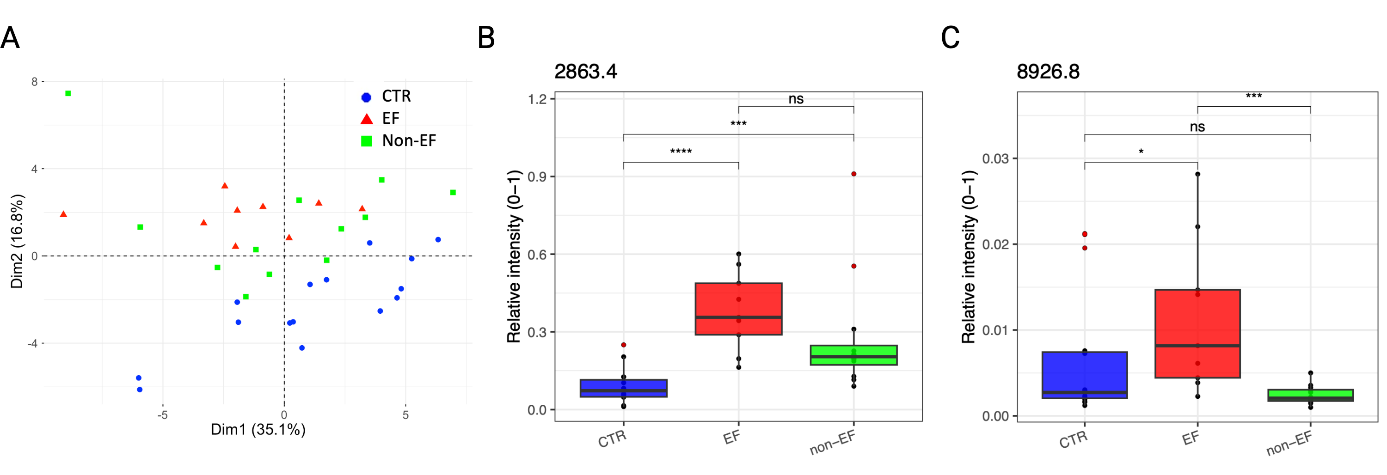 A
B
C
8
4
0
-4
-5
0
5
Dim2 (16.8%)
Dim1 (35.1%)
CTR
EF
Non-EF
2863.4
1.2
0.9
0.6
0.3
0.0
Relative intensity (0−1)
ns
***
****
CTR
EF
non−EF
8926.8
0.03
0.02
0.01
0.00
Relative intensity (0−1)
***
ns
*
CTR
EF
non−EF